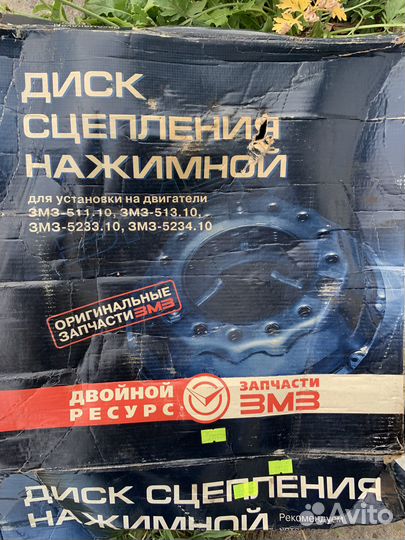 ДИСК
СЦЕПЛЕНИЯ
НАЖИМНОЙ
для установки на двигатели
ЗМЗ-511.10, ЗМЗ-513.10,
ЗМЗ-5233.10, ЗМЗ-5234.10
ОРИГИНАЛЬНЫЕ
ЗАПЧАСТИ ЗМЗ
ДВОЙНОЙ
РЕСУРС
ЗАПЧАСТИ
ЗМЗ
ДИСК СЦЕПЛЕНИЯ
НАЖИМНОЙ
Рекомендуем
Avito